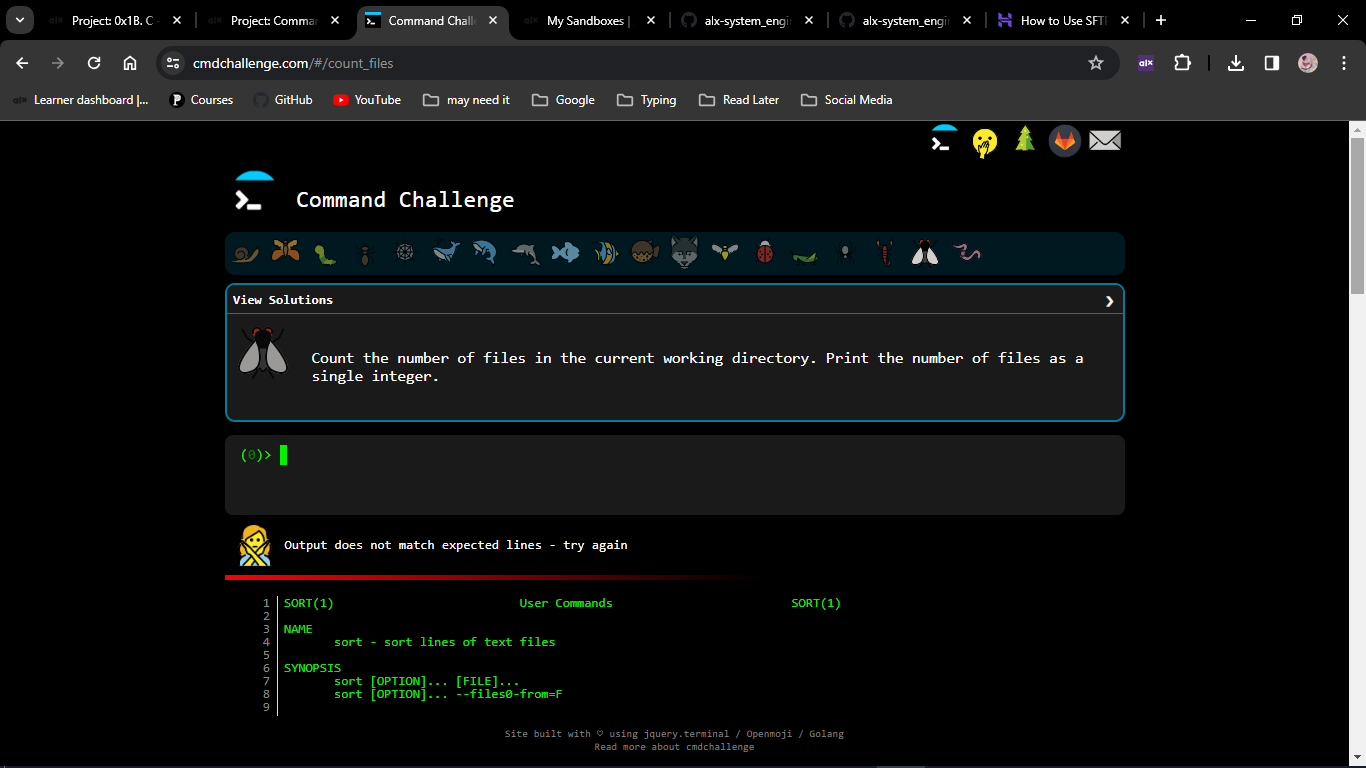 Project: 0x1B. C -
Project: Comman
Command Challe
My Sandboxes |
alx-system_engi
alx-system_engi
How to Use SFTP
cmdchallenge.com/#/count_files
alx
Learner dashboard |...
Courses
GitHub
YouTube
may need it
Google
Typing
Read Later
Social Media
Command Challenge
View Solutions
Count the number of files in the current working directory. Print the number of files as a
single integer.
(0)>
Output does not match expected lines - try again
1 SORT(1) User Commands SORT(1)
2
3 NAME
4 sort - sort lines of text files
5
6 SYNOPSIS
7 sort [OPTION]... [FILE]...
8 sort [OPTION]... --files0-from=F
9
Site built with ♡ using jquery.terminal / Openmoji / Golang
Read more about cmdchallenge